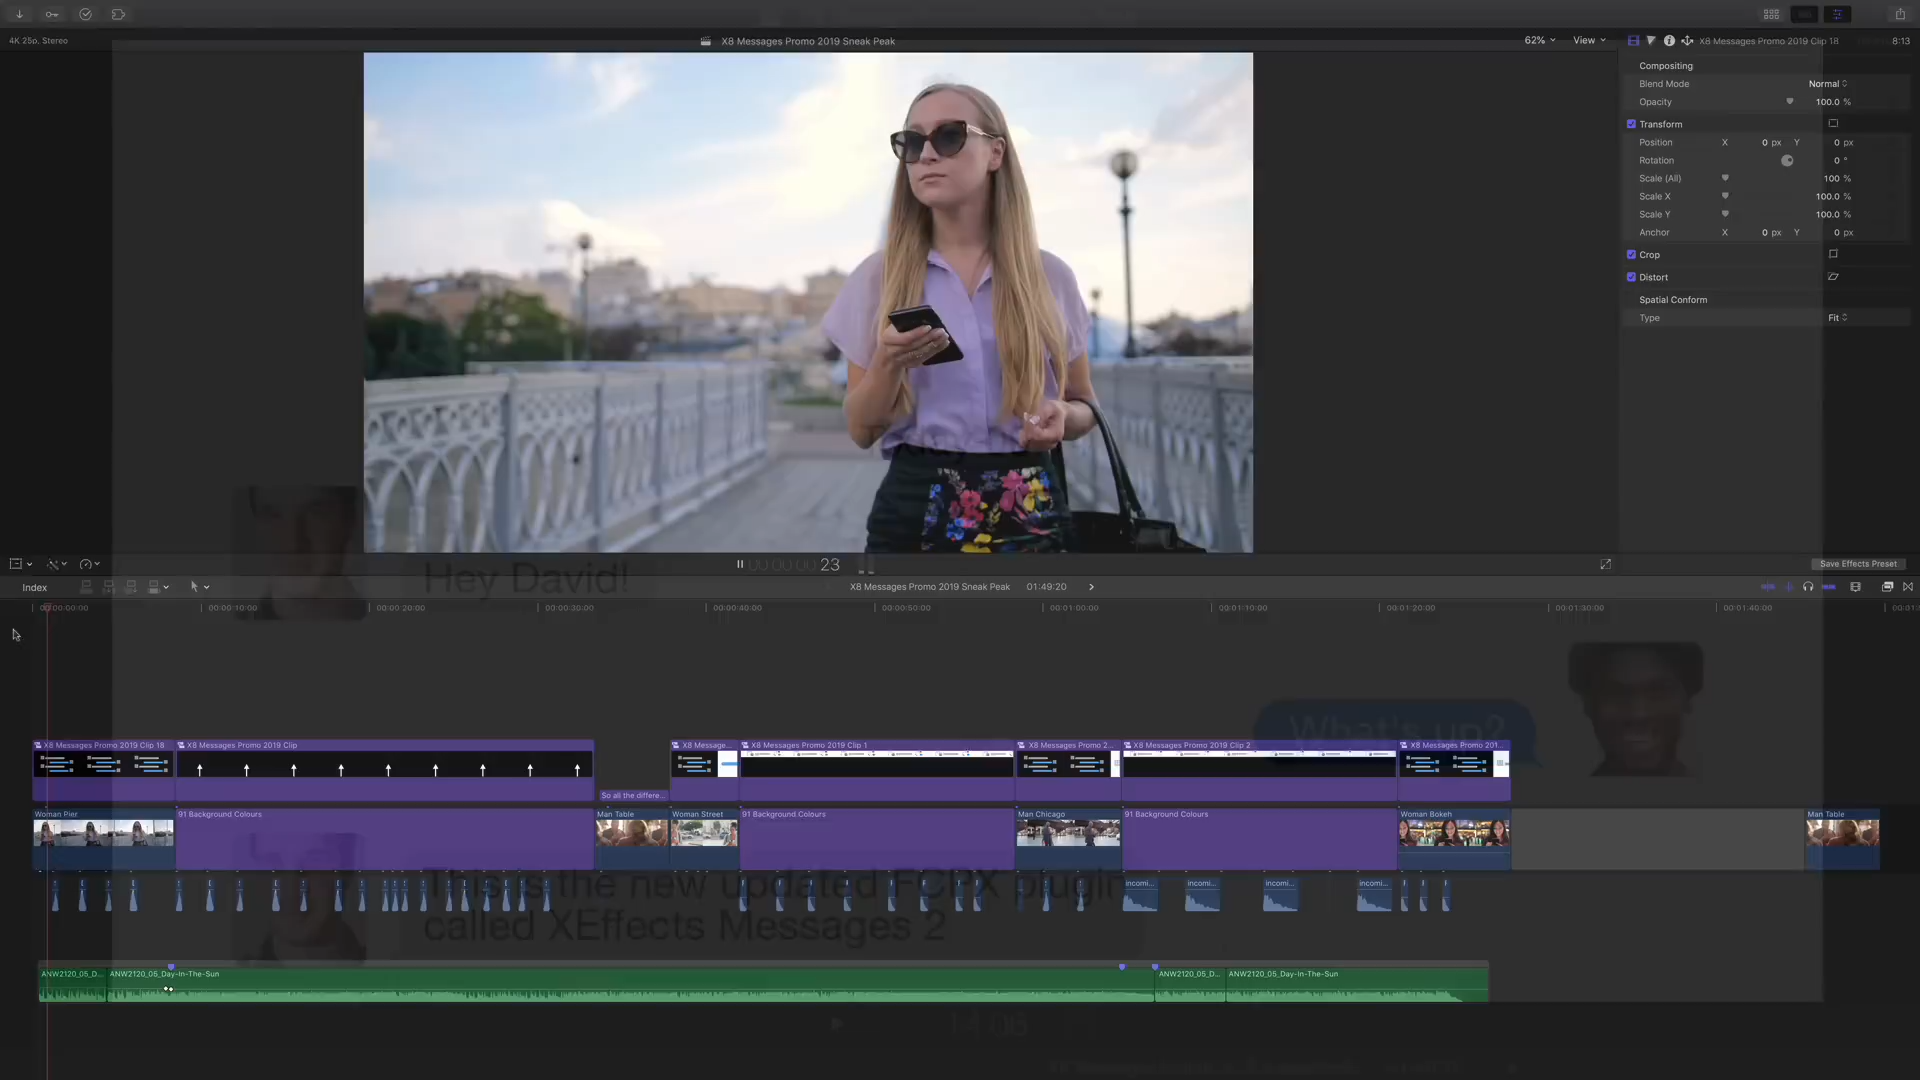 4K 25p, Stereo
X8 Messages Promo 2019 Sneak Peak
62%
View
X8 Messages Promo 2019 Clip 18
8:13
Compositing
Blend Mode
Normal
Opacity
100.0 %
Transform
Position X 0 px Y 0 px
Rotation 0 °
Scale (All) 100 %
Scale X 100.0 %
Scale Y 100.0 %
Anchor X 0 px Y 0 px
Crop
Distort
Spatial Conform
Type Fit
00:00:00:00 23
Save Effects Preset
Hey David!
Index
X8 Messages Promo 2019 Sneak Peak 01:49:20
00:00:00:00 00:00:10:00 00:00:20:00 00:00:30:00 00:00:40:00 00:00:50:00 00:01:00:00 00:01:10:00 00:01:20:00 00:01:30:00 00:01:40:00
What's up?
X8 Messages Promo 2019 Clip 18
X8 Messages Promo 2019 Clip
X8 Message...
X8 Messages Promo 2019 Clip 1
X8 Messages Promo 2...
X8 Messages Promo 2019 Clip 2
X8 Messages Promo 201...
So all the differe...
Woman Pier
91 Background Colours
Man Table
Woman Street
91 Background Colours
Man Chicago
91 Background Colours
Woman Bokeh
Man Table
incomi...
incomi...
incomi...
incomi...
This is the new updated FCPX plugin
called XEffects Messages 2
ANW2120_05_D...
ANW2120_05_Day-In-The-Sun
ANW2120_05_D...
ANW2120_05_Day-In-The-Sun